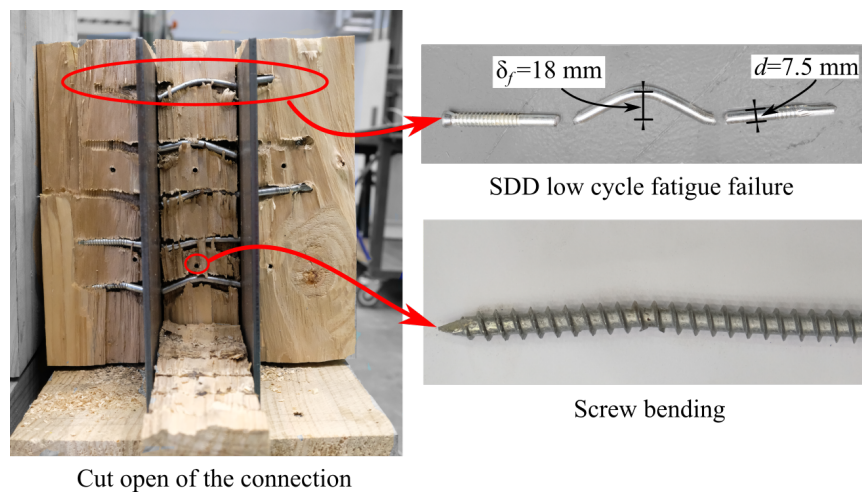 δf=18 mm
d=7.5 mm
SDD low cycle fatigue failure
Screw bending
Cut open of the connection